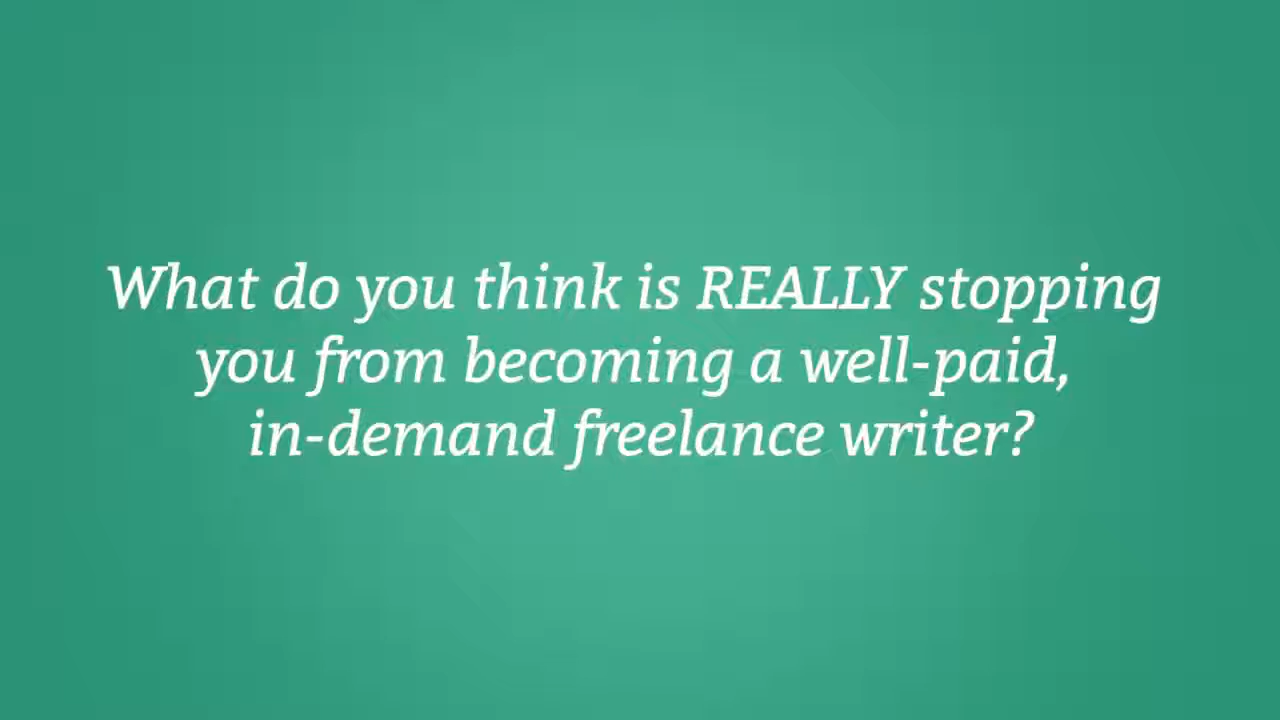 What do you think is REALLY stopping
you from becoming a well-paid,
in-demand freelance writer?